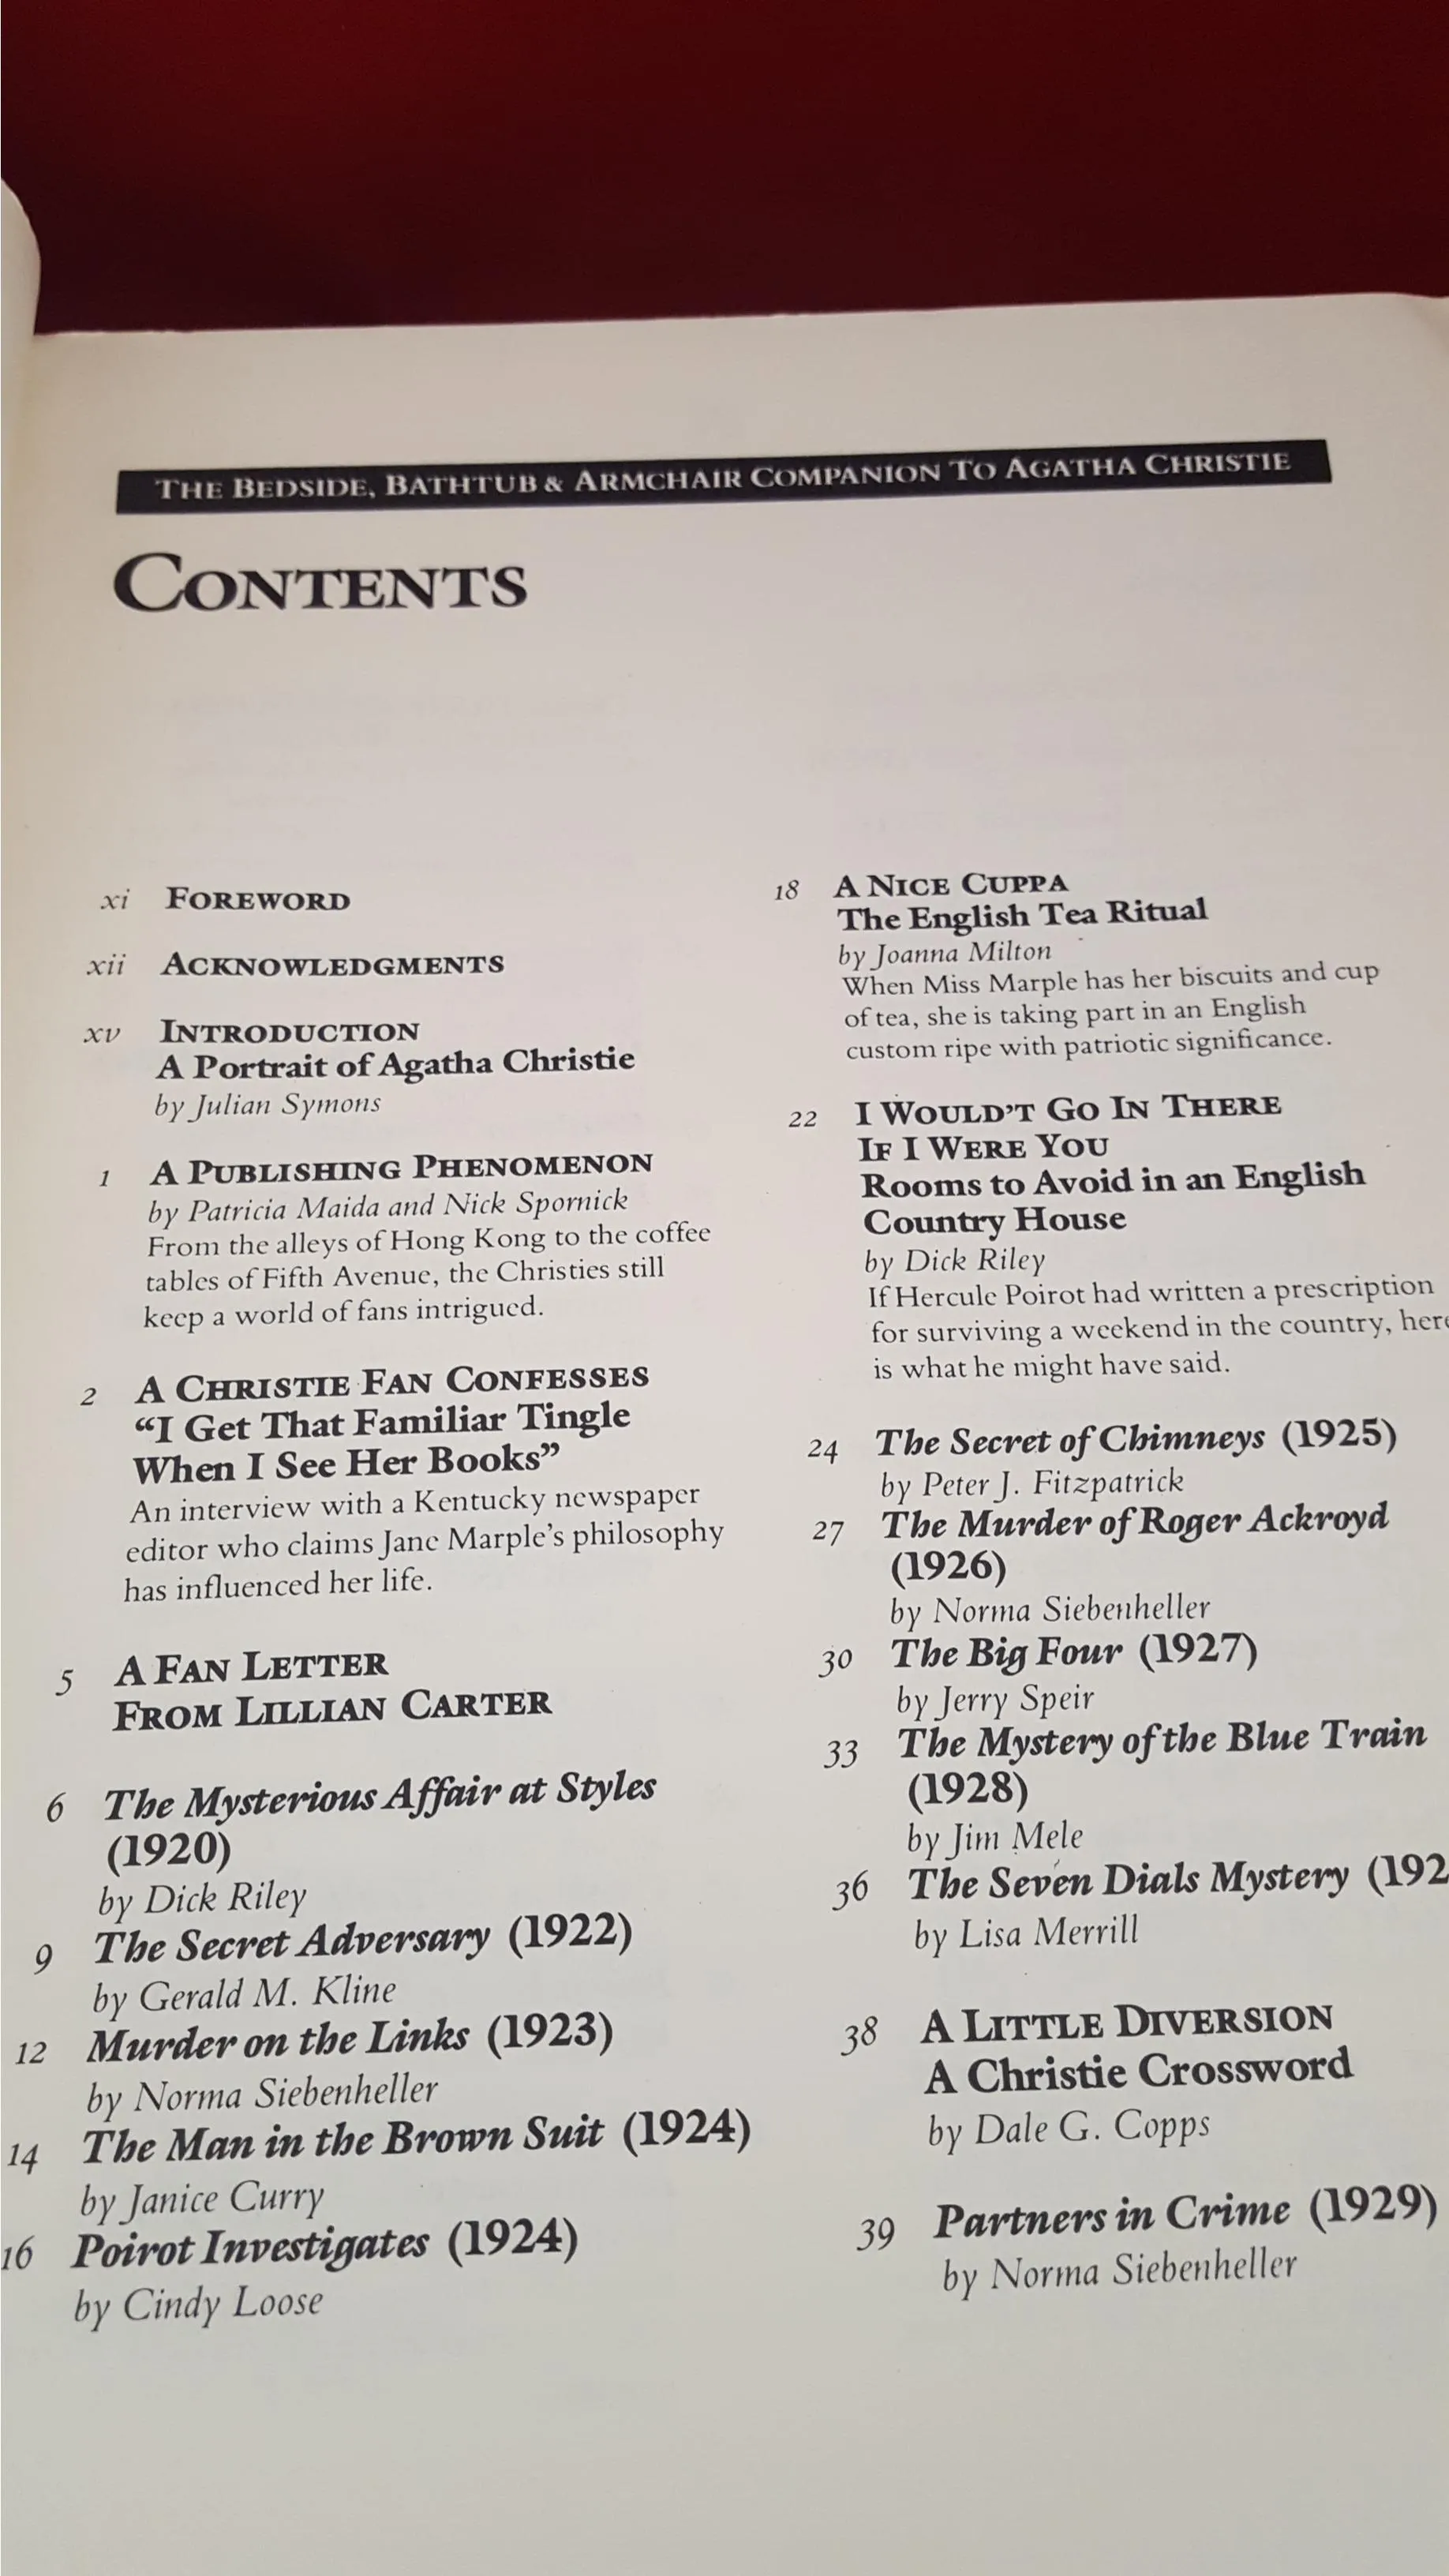 THE BEDSIDE, BATHTUB & ARMCHAIR COMPANION TO AGATHA CHRISTIE
CONTENTS
xi FOREWORD
xii ACKNOWLEDGMENTS
xv INTRODUCTION
A Portrait of Agatha Christie
by Julian Symons
1 A PUBLISHING PHENOMENON
by Patricia Maida and Nick Spornick
From the alleys of Hong Kong to the coffee
tables of Fifth Avenue, the Christies still
keep a world of fans intrigued.
2 A CHRISTIE FAN CONFESSES
“I Get That Familiar Tingle
When I See Her Books”
An interview with a Kentucky newspaper
editor who claims Jane Marple’s philosophy
has influenced her life.
5 A FAN LETTER
FROM LILLIAN CARTER
6 The Mysterious Affair at Styles
(1920)
by Dick Riley
9 The Secret Adversary (1922)
by Gerald M. Kline
12 Murder on the Links (1923)
by Norma Siebenheller
14 The Man in the Brown Suit (1924)
by Janice Curry
16 Poirot Investigates (1924)
by Cindy Loose
18 A NICE CUPPA
The English Tea Ritual
by Joanna Milton
When Miss Marple has her biscuits and cup
of tea, she is taking part in an English
custom ripe with patriotic significance.
22 I WOULD’T GO IN THERE
IF I WERE YOU
Rooms to Avoid in an English
Country House
by Dick Riley
If Hercule Poirot had written a prescription
for surviving a weekend in the country, here
is what he might have said.
24 The Secret of Chimneys (1925)
by Peter J. Fitzpatrick
27 The Murder of Roger Ackroyd
(1926)
by Norma Siebenheller
30 The Big Four (1927)
by Jerry Speir
33 The Mystery of the Blue Train
(1928)
by Jim Mele
36 The Seven Dials Mystery (192
by Lisa Merrill
38 A LITTLE DIVERSION
A Christie Crossword
by Dale G. Copps
39 Partners in Crime (1929)
by Norma Siebenheller